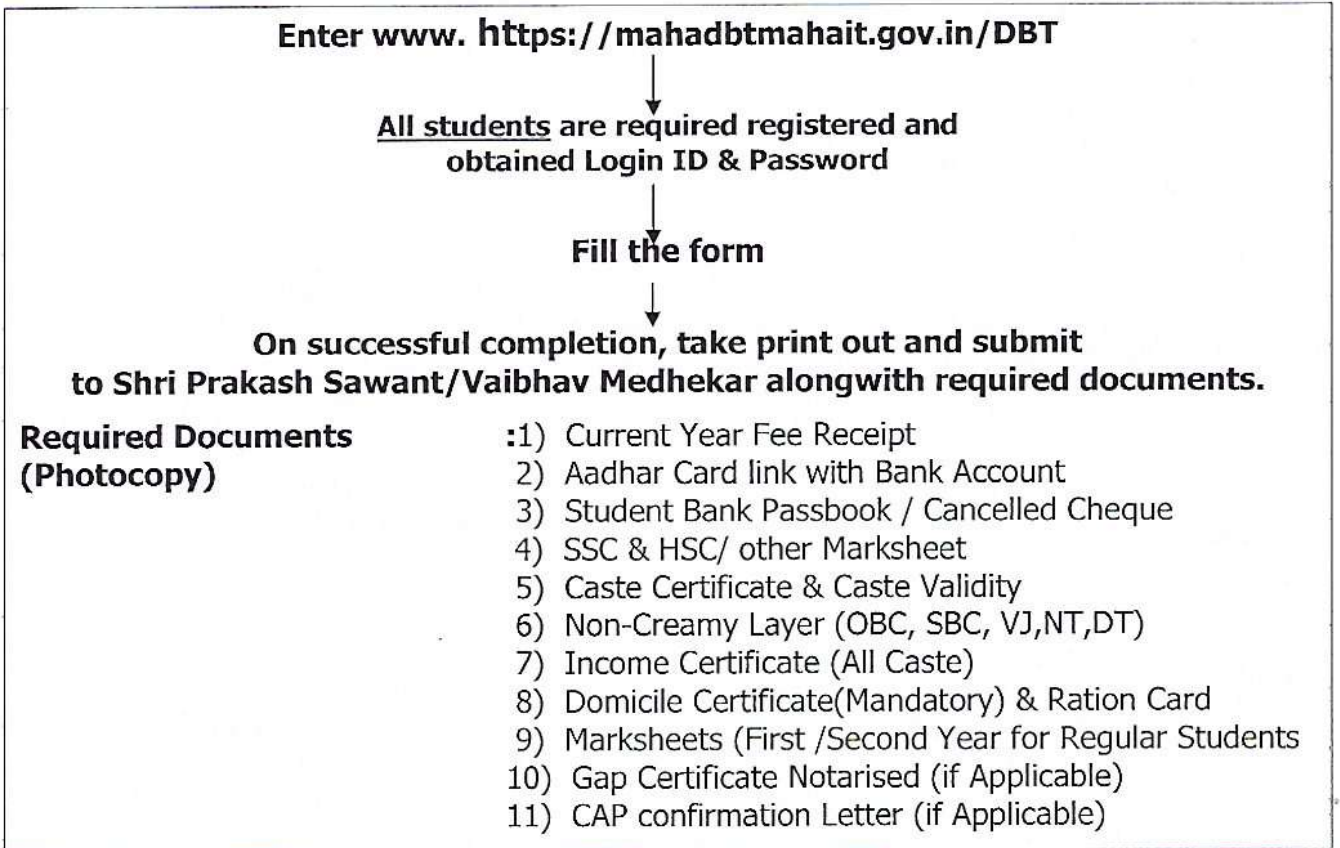 Enter www. https://mahadbtmahait.gov.in/DBT
All students are required registered and
obtained Login ID & Password
Fill the form
On successful completion, take print out and submit
to Shri Prakash Sawant/Vaibhav Medhekar alongwith required documents.
Required Documents :1) Current Year Fee Receipt
(Photocopy) 2) Aadhar Card link with Bank Account
3) Student Bank Passbook / Cancelled Cheque
4) SSC & HSC/ other Marksheet
5) Caste Certificate & Caste Validity
6) Non-Creamy Layer (OBC, SBC, VJ,NT,DT)
7) Income Certificate (All Caste)
8) Domicile Certificate(Mandatory) & Ration Card
9) Marksheets (First /Second Year for Regular Students
10) Gap Certificate Notarised (if Applicable)
11) CAP confirmation Letter (if Applicable)